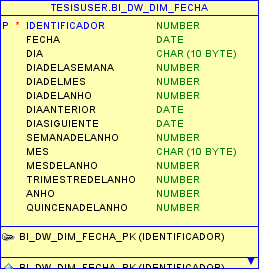 TESISUSER.BI_DW_DIM_FECHA
P * IDENTIFICADOR NUMBER
FECHA DATE
DIA CHAR (10 BYTE)
DIADELASEMANA NUMBER
DIADELMES NUMBER
DIADELANHO NUMBER
DIAANTERIOR DATE
DIASIGUIENTE DATE
SEMANADELANHO NUMBER
MES CHAR (10 BYTE)
MESDELANHO NUMBER
TRIMESTREDELANHO NUMBER
ANHO NUMBER
QUINCENADELANHO NUMBER
BI_DW_DIM_FECHA_PK (IDENTIFICADOR)
BI_DW_DIM_FECHA_PK (IDENTIFICADOR)